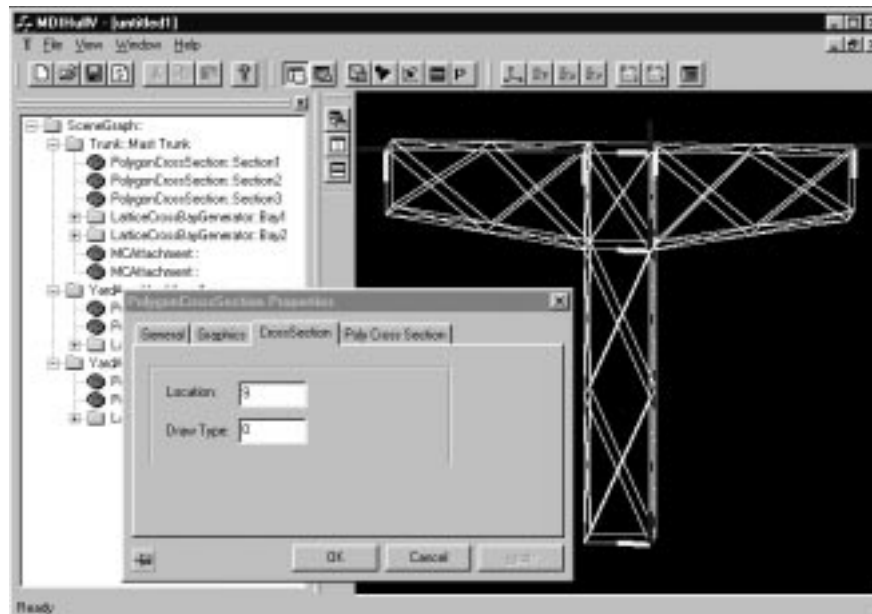 MDIHullV - [untitled1]
File View Window Help
P
SceneGraph:
Trunk: Mast Trunk
PolygonCrossSection: Section1
PolygonCrossSection: Section2
PolygonCrossSection: Section3
LatticeCrossBayGenerator: Bay1
LatticeCrossBayGenerator: Bay2
MCAttachment:
MCAttachment:
PolygonCrossSection Properties
General Graphics CrossSection Poly Cross Section
Location:
Draw Type: 0
OK Cancel
Ready